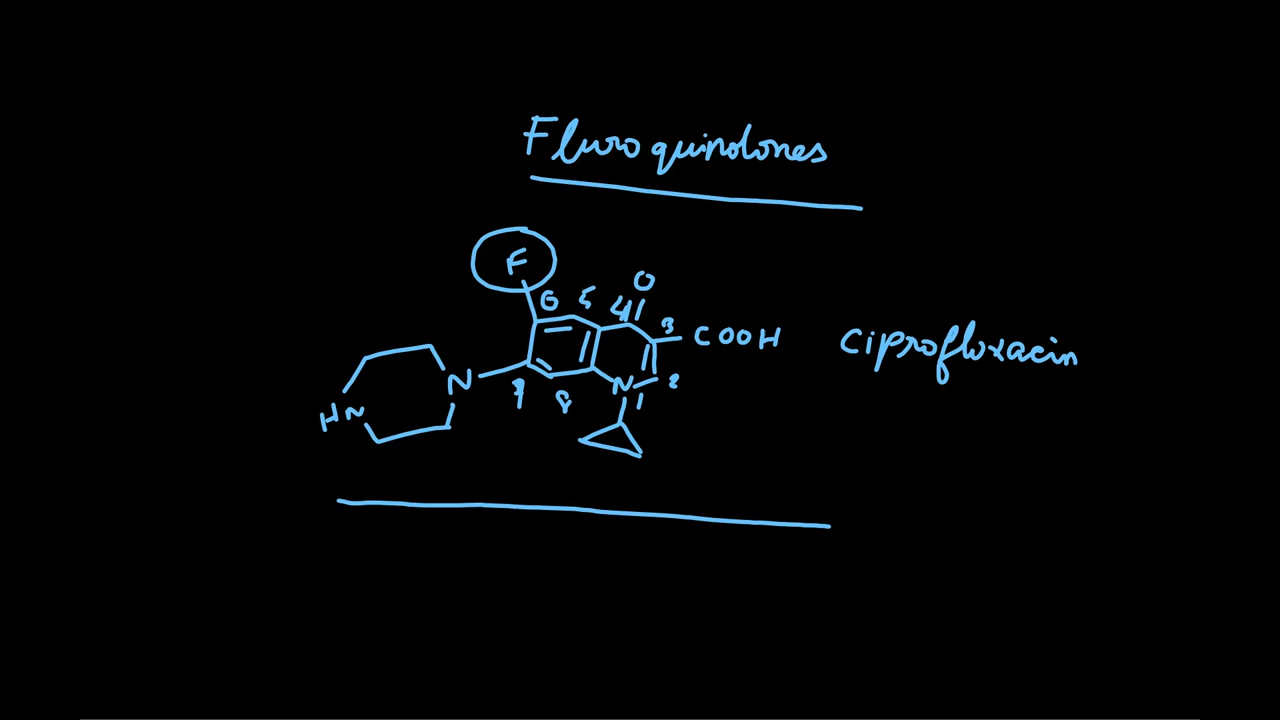 Fluroquinolones
F
O
6 5 4 3 COOH
ciprofloxacin
N 7 8 N 2
HN 1